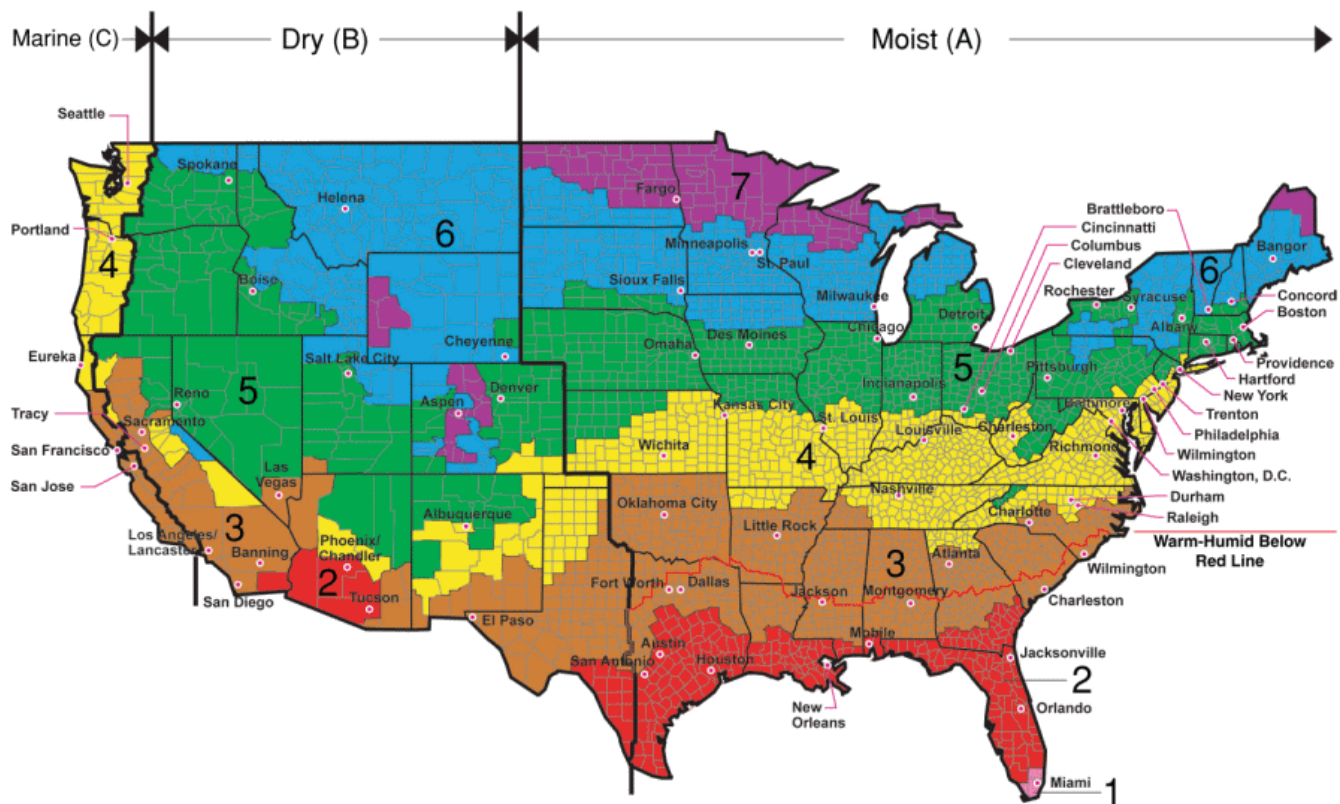 Marine (C)
Dry (B)
Moist (A)
Seattle
Spokane
Helena
Fargo
7
Brattleboro
Cincinnatti
Columbus
Cleveland
Portland
4
6
Minneapolis
St. Paul
Bangor
6
Boise
Sioux Falls
Milwaukee
Rochester
Syracuse
Concord
Boston
Detroit
Albany
Eureka
Salt Lake City
Cheyenne
Omaha
Des Moines
Chicago
Providence
Hartford
New York
Reno
5
Aspen
Denver
Indianapolis
5
Pittsburgh
Trenton
Tracy
Sacramento
Kansas City
St. Louis
Baltimore
Philadelphia
San Francisco
Wichita
4
Louisville
Charleston
Richmond
Wilmington
San Jose
Las
Vegas
Washington, D.C.
Nashville
Durham
3
Albuquerque
Oklahoma City
Little Rock
Charlotte
Raleigh
Los Angeles/
Lancaster
Banning
Phoenix/
Chandler
3
Atlanta
Warm-Humid Below
Red Line
2
Fort Worth
Dallas
Jackson
Montgomery
Wilmington
San Diego
Tucson
El Paso
Charleston
Austin
Mobile
San Antonio
Houston
Jacksonville
2
New
Orleans
Orlando
Miami
1